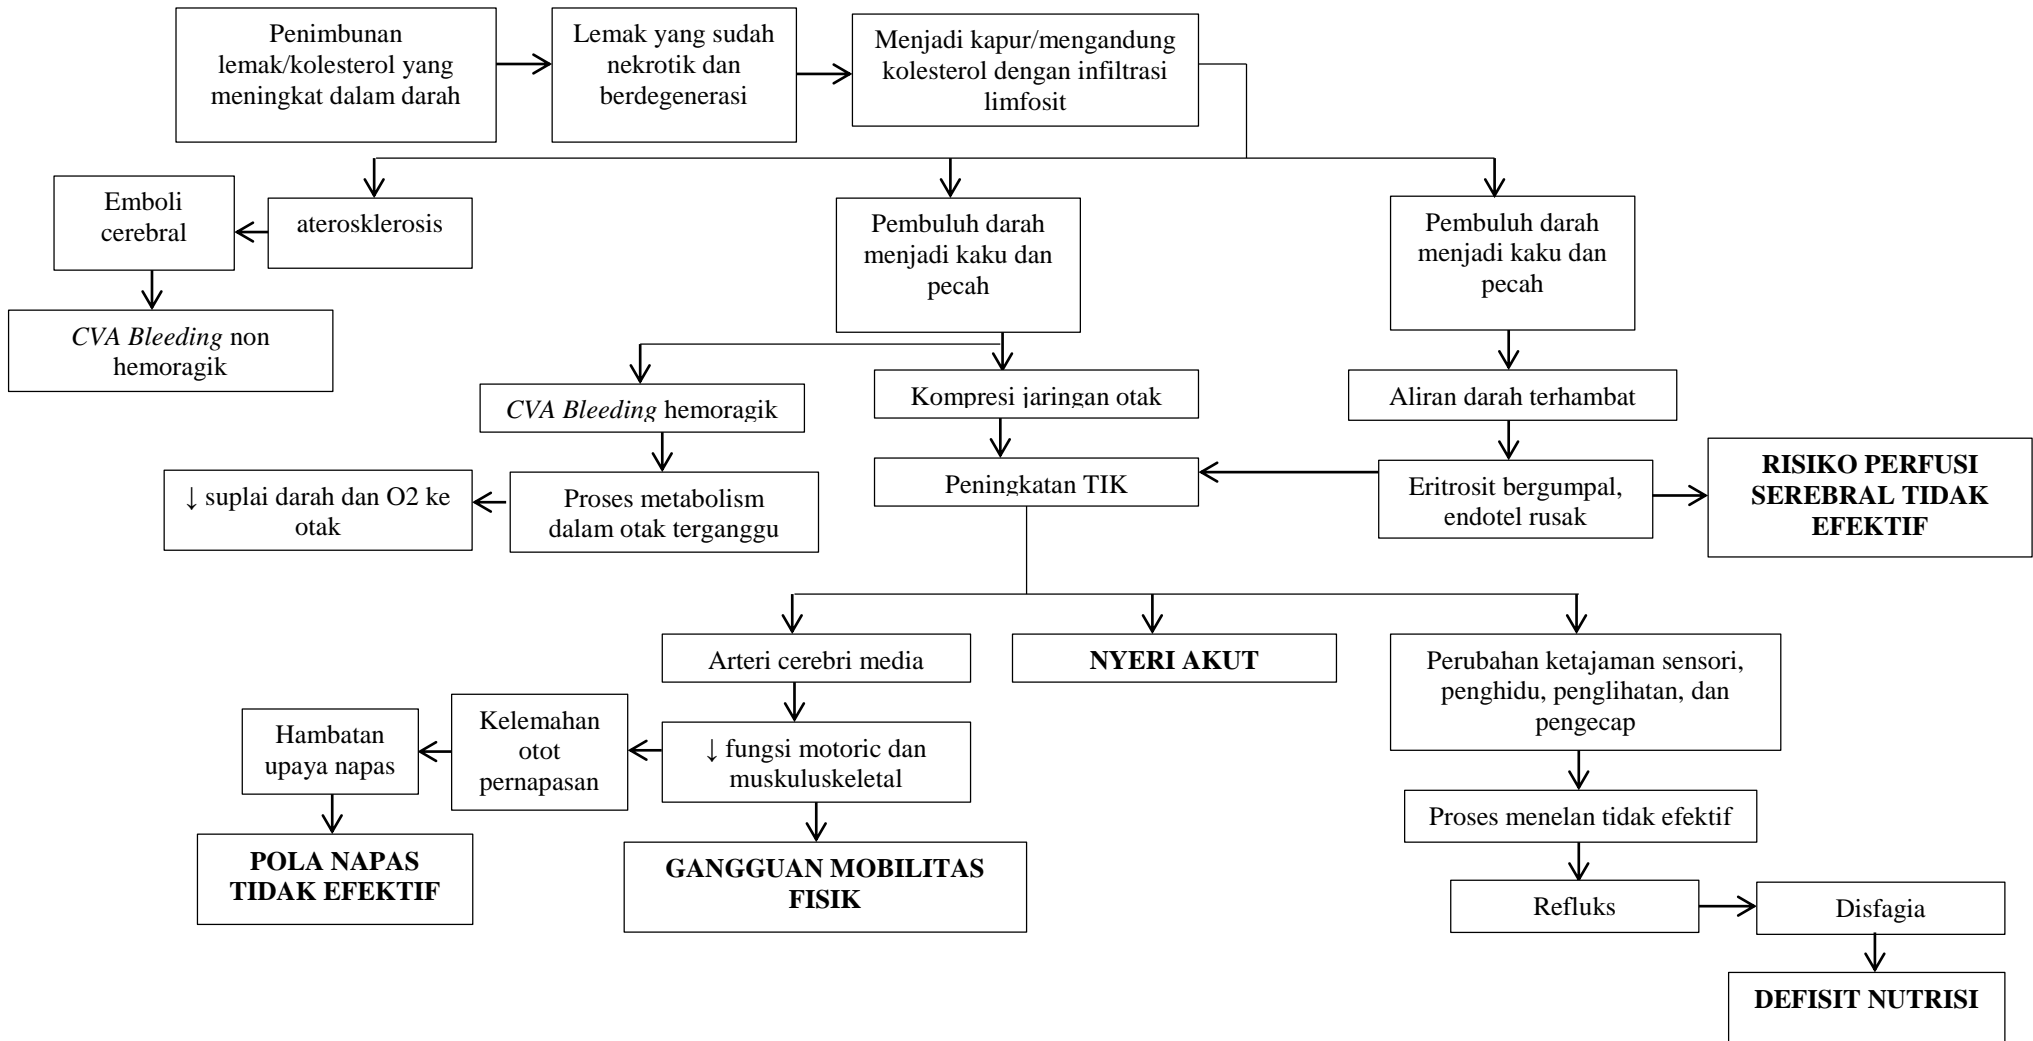 Penimbunan
lemak/kolesterol yang
meningkat dalam darah
Lemak yang sudah
nekrotik dan
berdegenerasi
Menjadi kapur/mengandung
kolesterol dengan infiltrasi
limfosit
Emboli
cerebral
aterosklerosis
Pembuluh darah
menjadi kaku dan
pecah
Pembuluh darah
menjadi kaku dan
pecah
CVA Bleeding non
hemoragik
CVA Bleeding hemoragik
Kompresi jaringan otak
Aliran darah terhambat
↓ suplai darah dan O2 ke
otak
Proses metabolism
dalam otak terganggu
Peningkatan TIK
Eritrosit bergumpal,
endotel rusak
RISIKO PERFUSI
SEREBRAL TIDAK
EFEKTIF
Arteri cerebri media
NYERI AKUT
Perubahan ketajaman sensori,
penghidu, penglihatan, dan
pengecap
Hambatan
upaya napas
Kelemahan
otot
pernapasan
↓ fungsi motoric dan
muskuluskeletal
Proses menelan tidak efektif
POLA NAPAS
TIDAK EFEKTIF
GANGGUAN MOBILITAS
FISIK
Refluks
Disfagia
DEFISIT NUTRISI